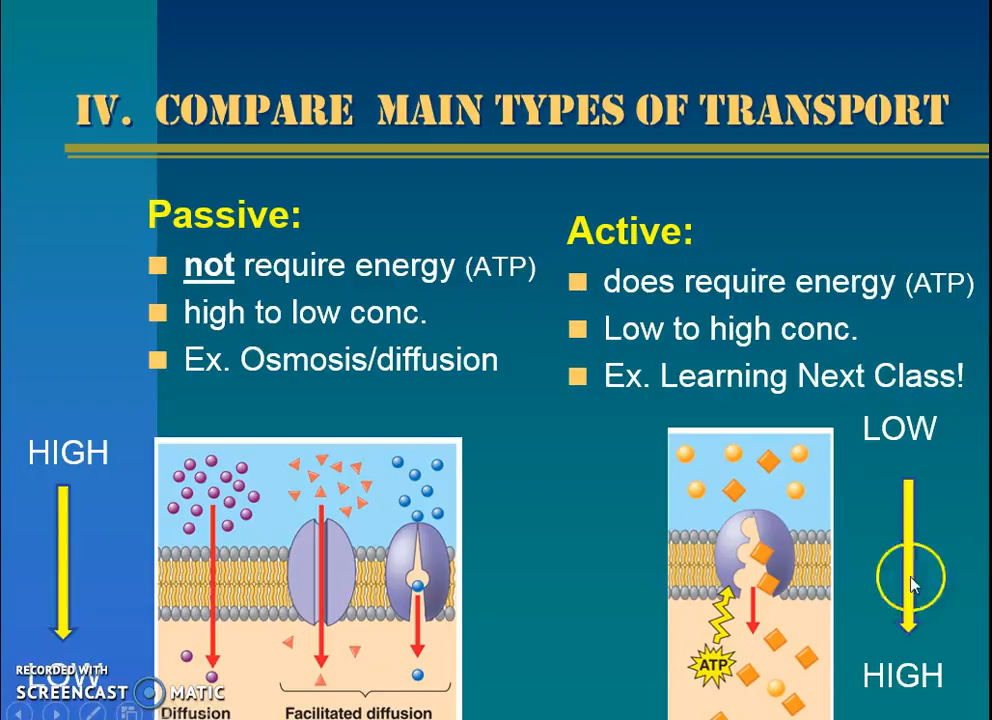 IV. COMPARE MAIN TYPES OF TRANSPORT
Passive:
not require energy (ATP)
high to low conc.
Ex. Osmosis/diffusion
Active:
does require energy (ATP)
Low to high conc.
Ex. Learning Next Class!
HIGH
LOW
Diffusion
Facilitated diffusion
LOW
ATP
HIGH
RECORDED WITH
SCREENCAST MATIC